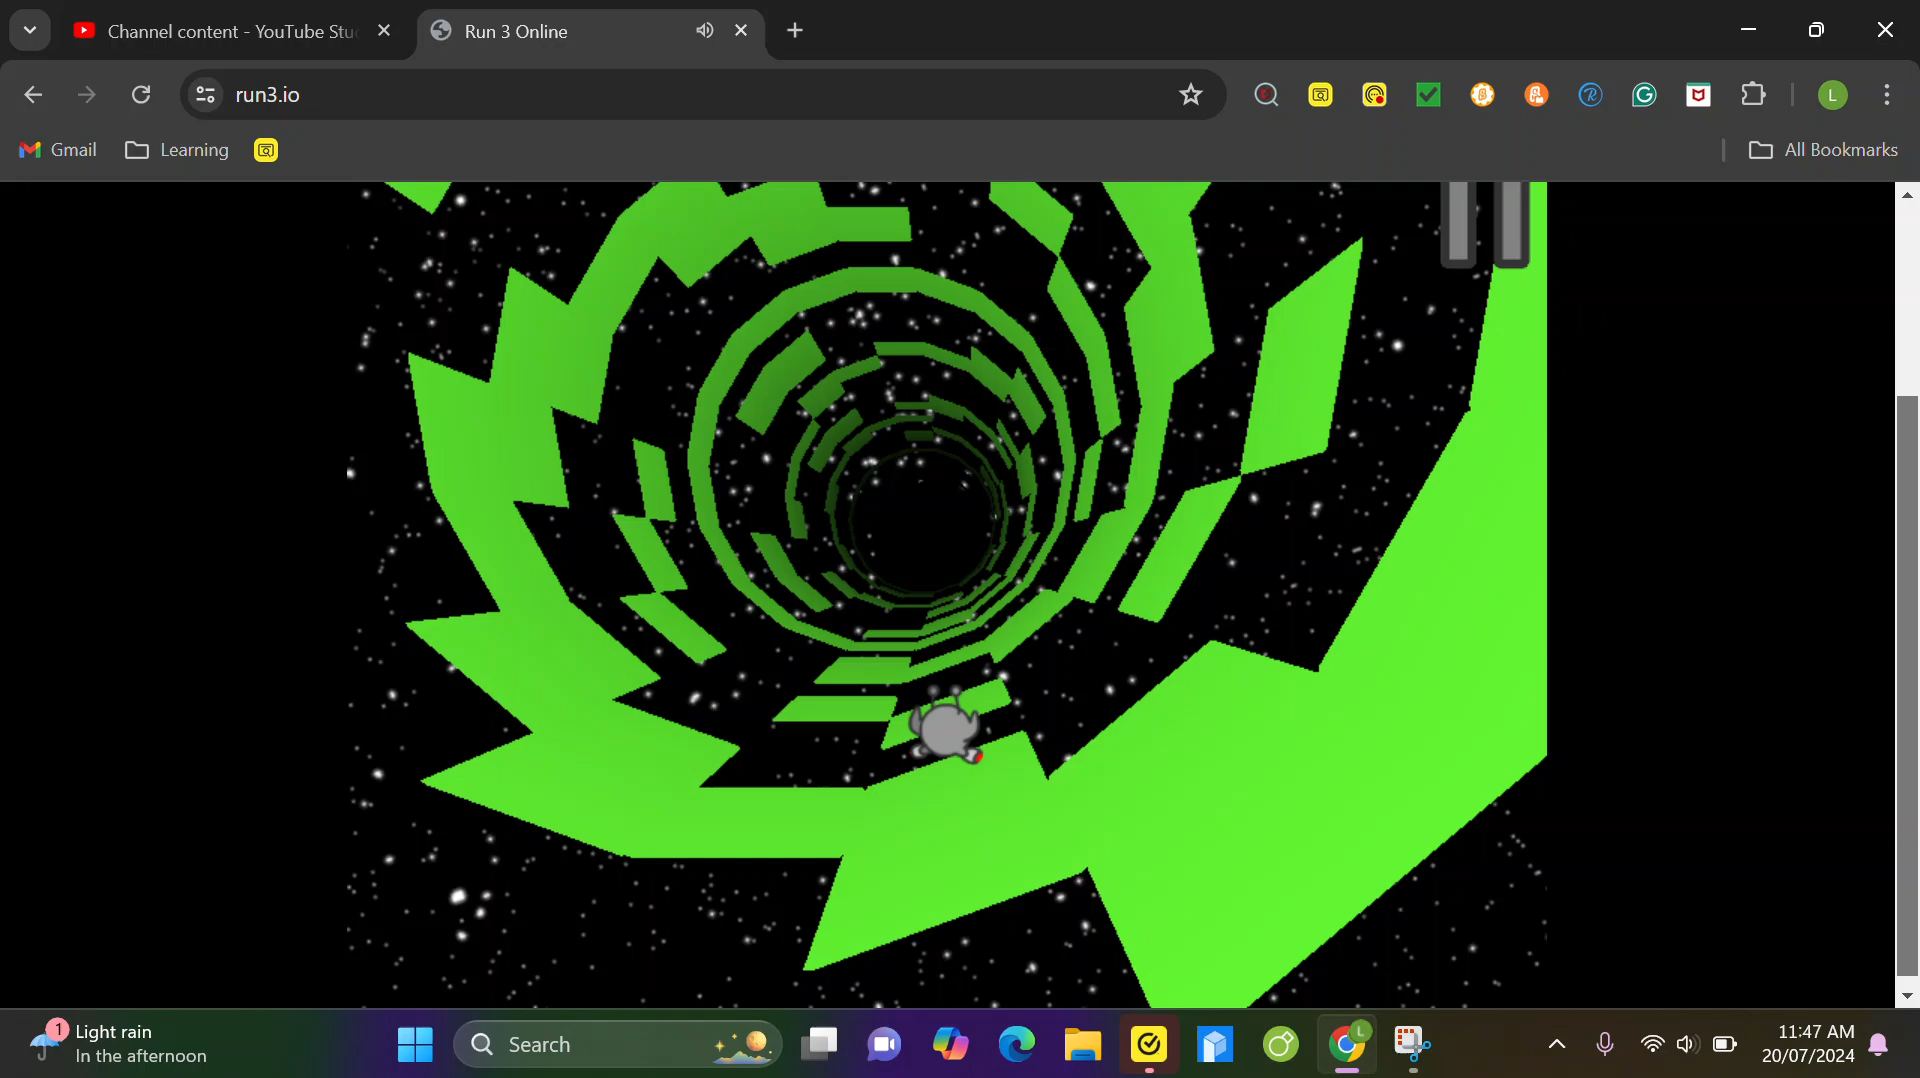 Channel content - YouTube Stu
Run 3 Online
run3.io
L
Gmail
Learning
All Bookmarks
1
Light rain
In the afternoon
Search
L
11:47 AM
20/07/2024